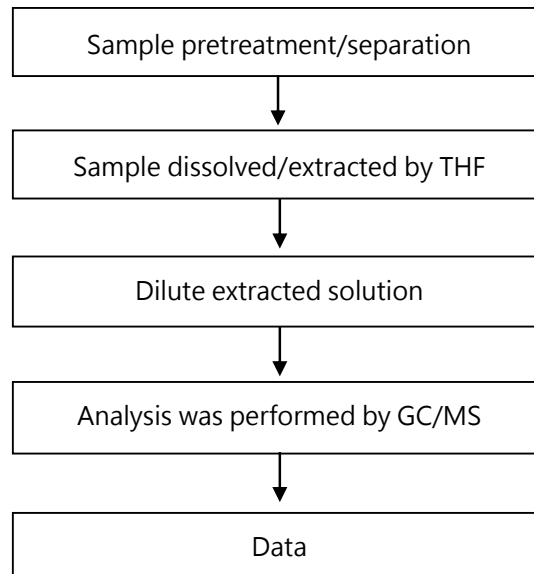 Sample pretreatment/separation
Sample dissolved/extracted by THF
Dilute extracted solution
Analysis was performed by GC/MS
Data